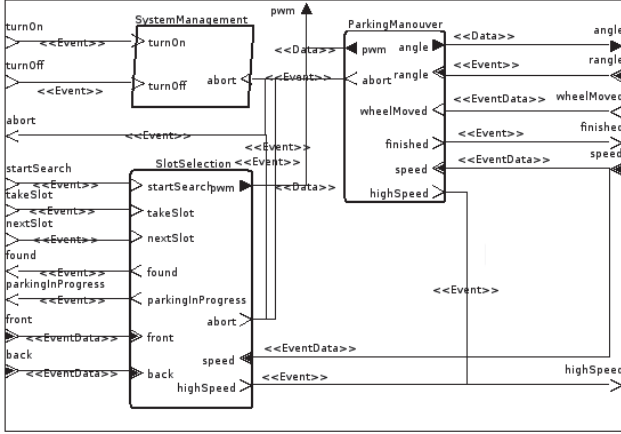 pwm
SystemManagement
ParkingManouver
turnOn
<<Event>>
turnOn
<<Data>>
pwm
angle
<<Data>>
angle
turnOff
rangle
<<Event>>
rangle
turnOff
abort
<<Event>>
abort
<<Event>>
wheelMoved
<<EventData>>
wheelMoved
abort
<<Event>>
finished
<<Event>>
finished
<<Event>>
speed
<<EventData>>
speed
SlotSelection
<<Event>>
startSearch
<<Event>>
startSearch
pwm
<<Data>>
highSpeed
takeSlot
<<Event>>
takeSlot
nextSlot
<<Event>>
nextSlot
found
<<Event>>
found
parkingInProgress
<<Event>>
parkingInProgress
<<Event>>
front
abort
<<EventData>>
front
back
speed
<<EventData>>
<<EventData>>
back
highSpeed
<<Event>>
highSpeed